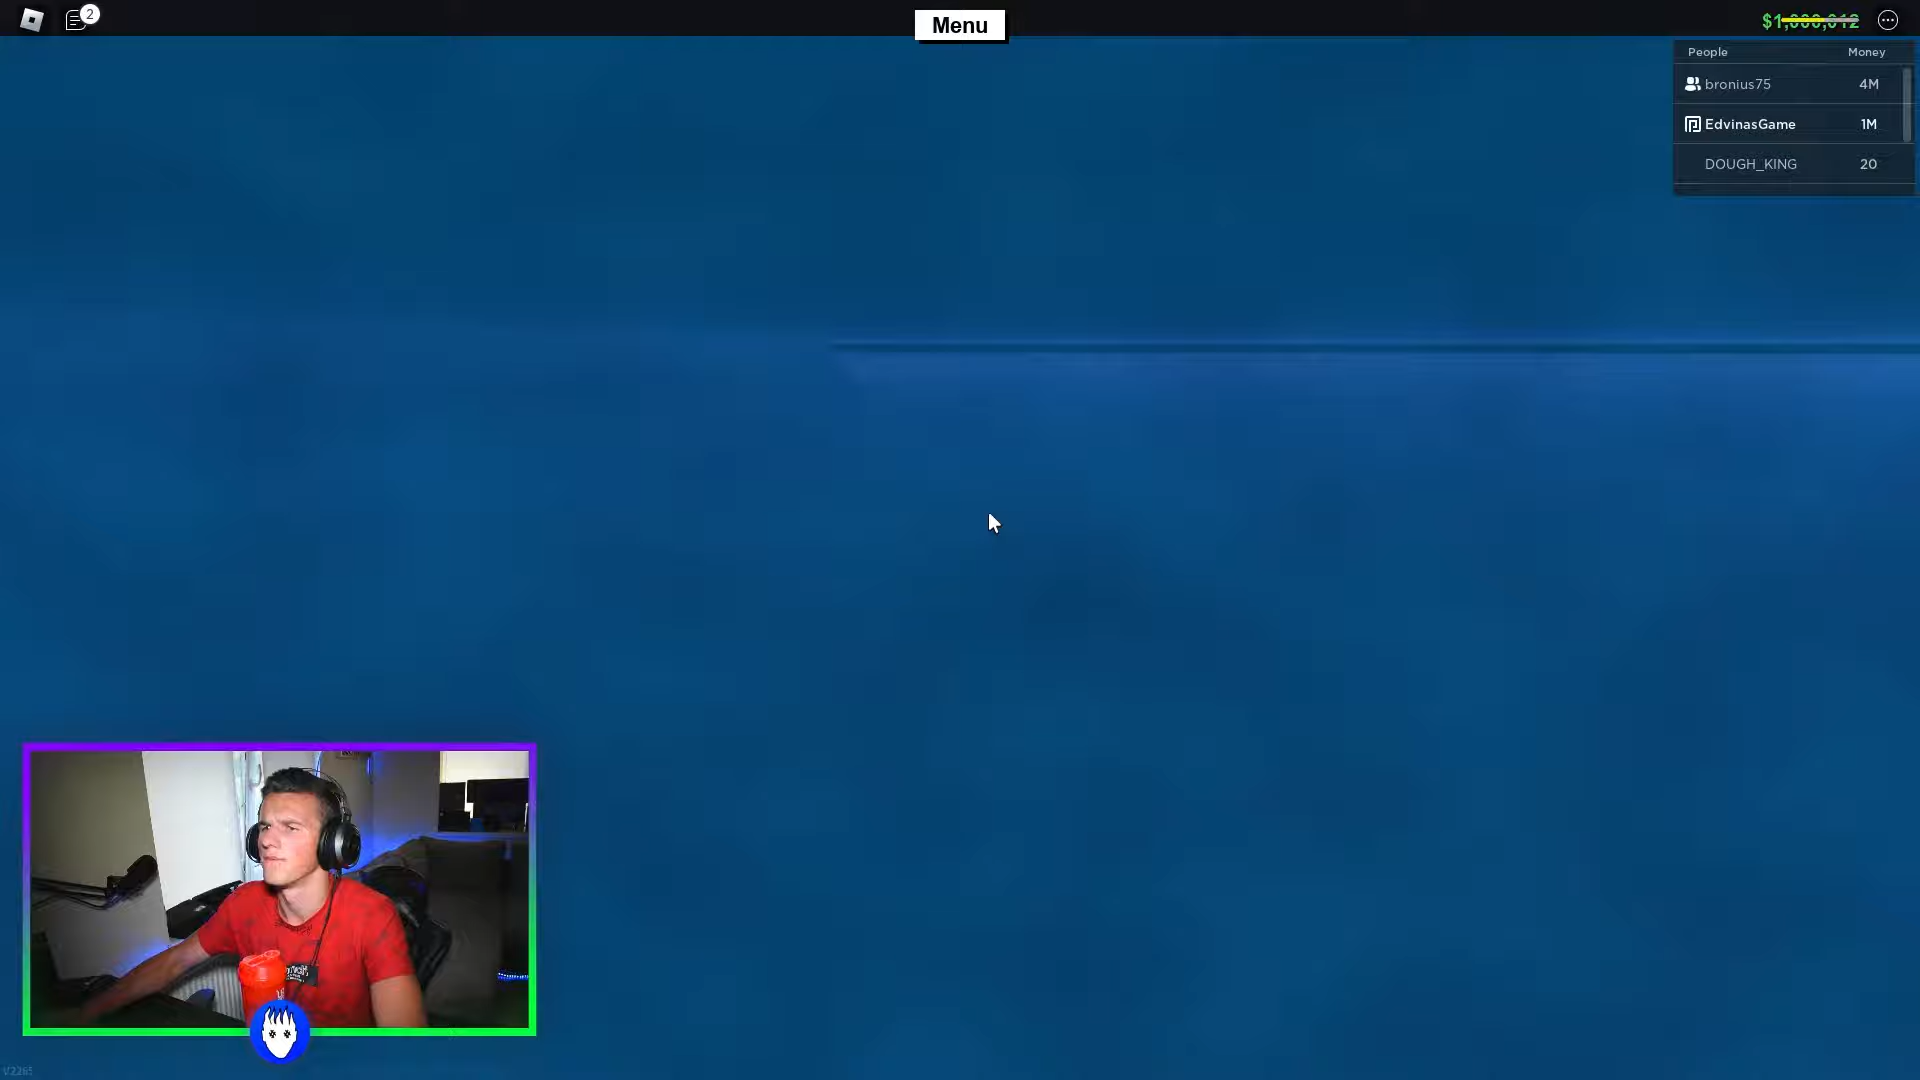 2
Menu
People Money
bronius75 4M
EdvinasGame 1M
DOUGH_KING 20